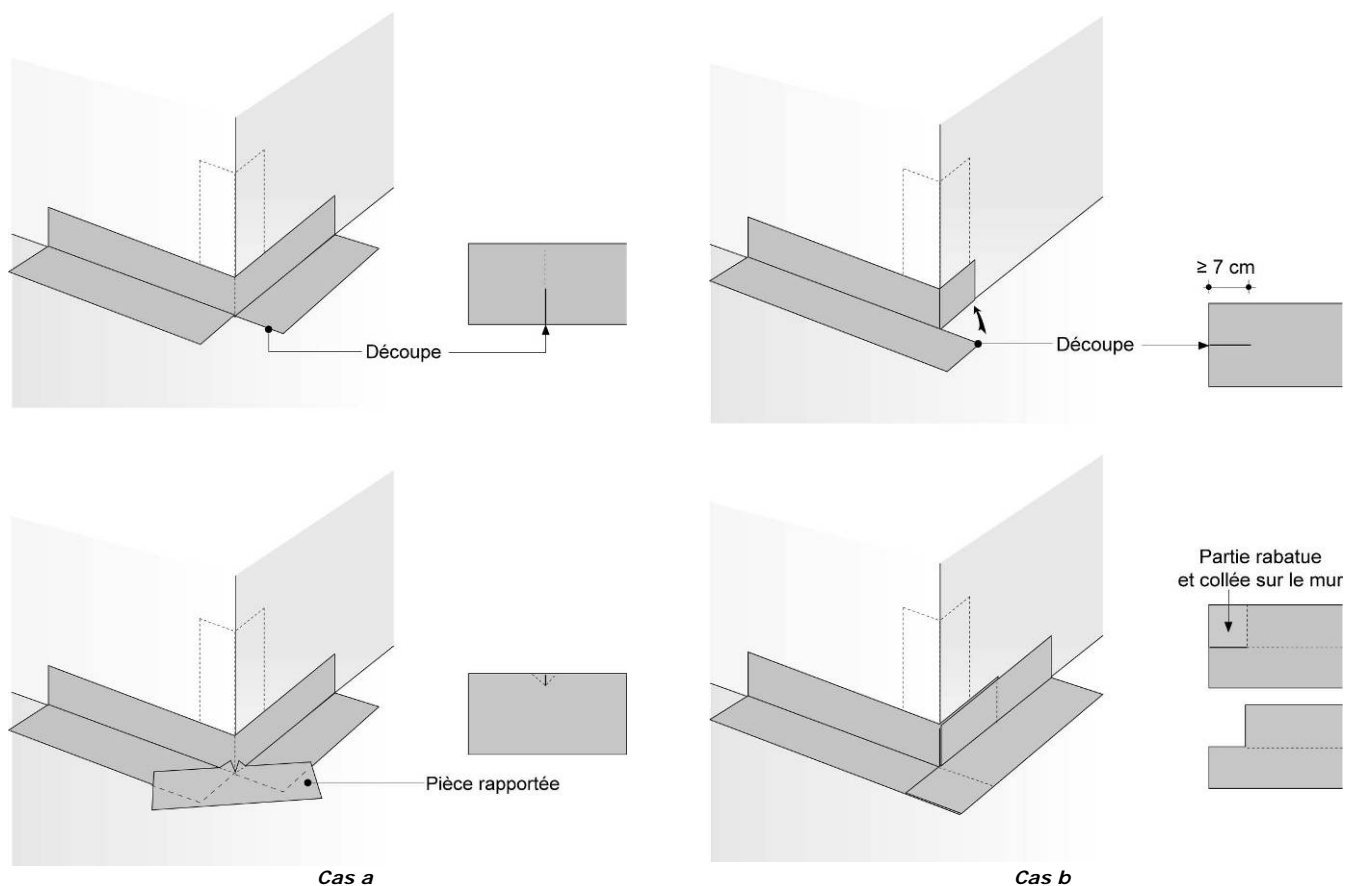 Découpe
≥ 7 cm
Découpe
Pièce rapportée
Partie rabatue
et collée sur le mur
Cas a
Cas b